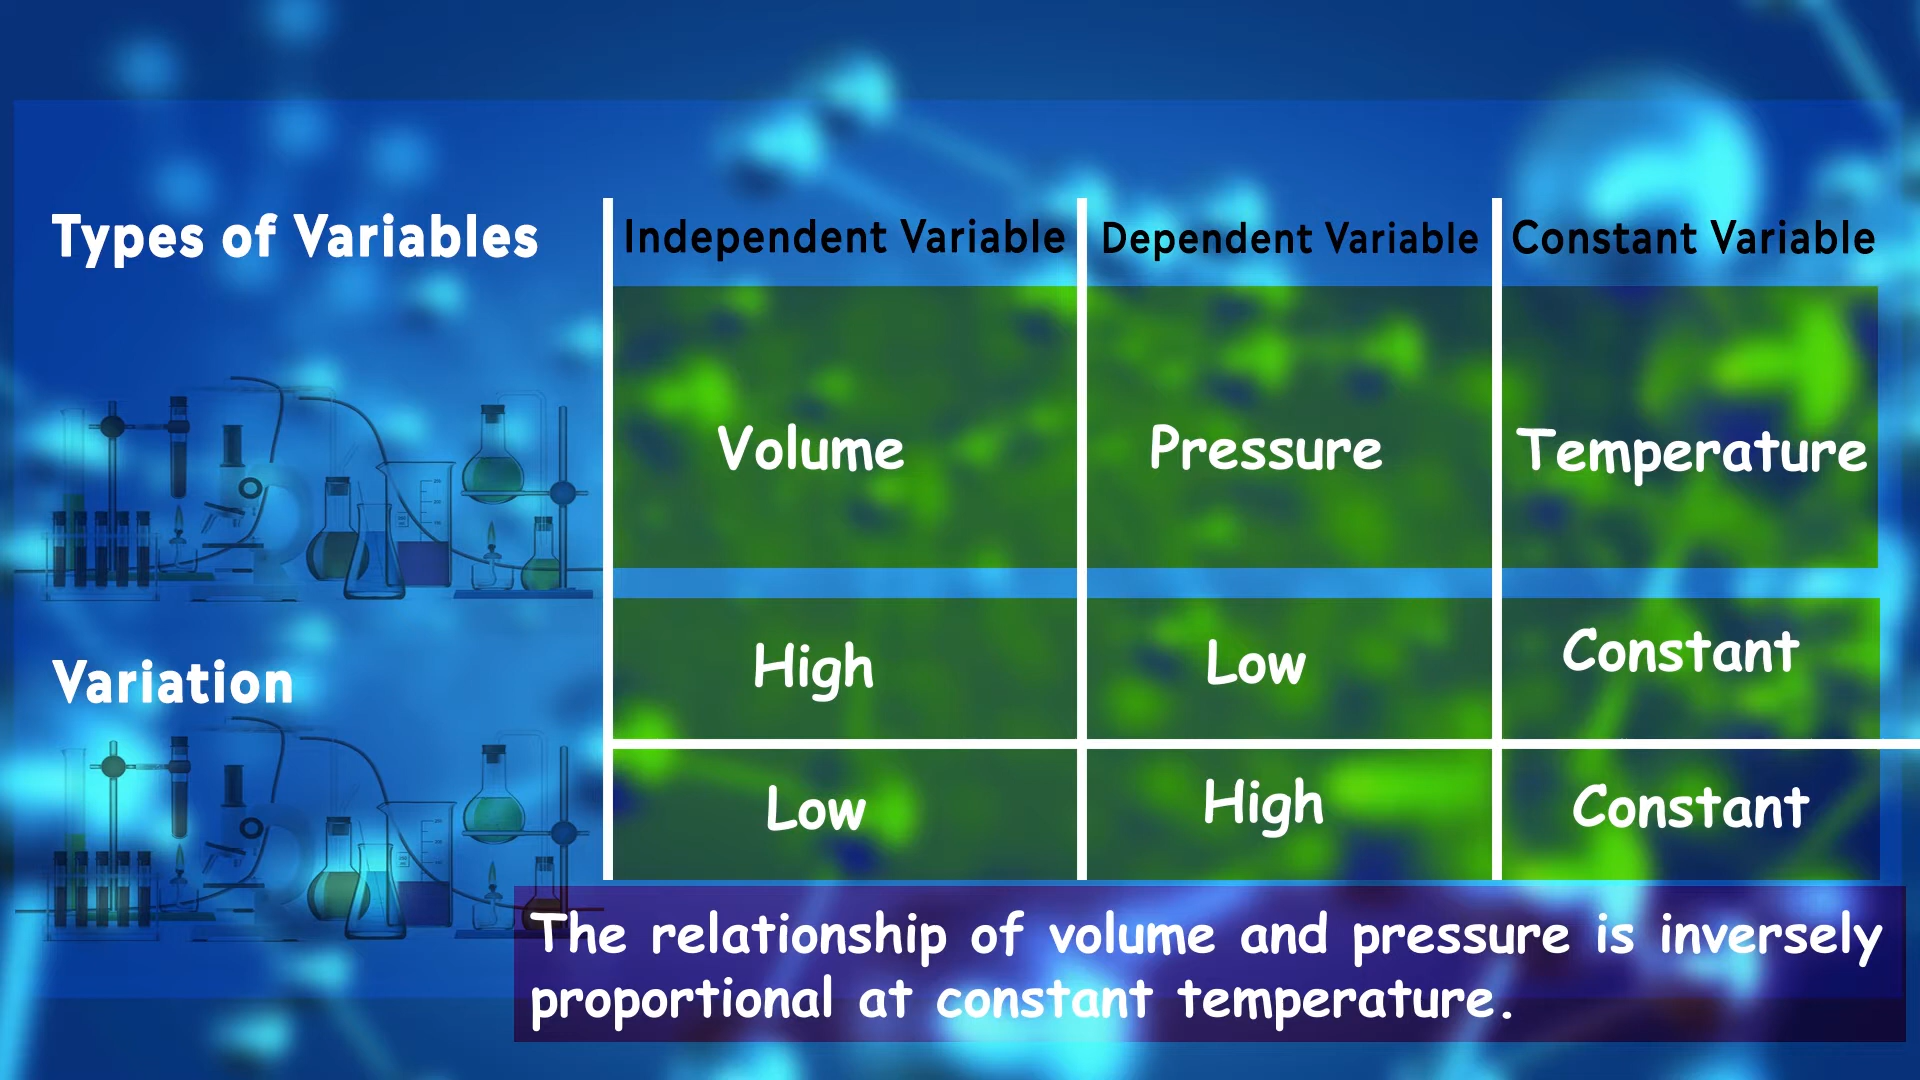 Types of Variables
Independent Variable
Dependent Variable
Constant Variable
Volume
Pressure
Temperature
Variation
High
Low
Constant
Low
High
Constant
The relationship of volume and pressure is inversely
proportional at constant temperature.